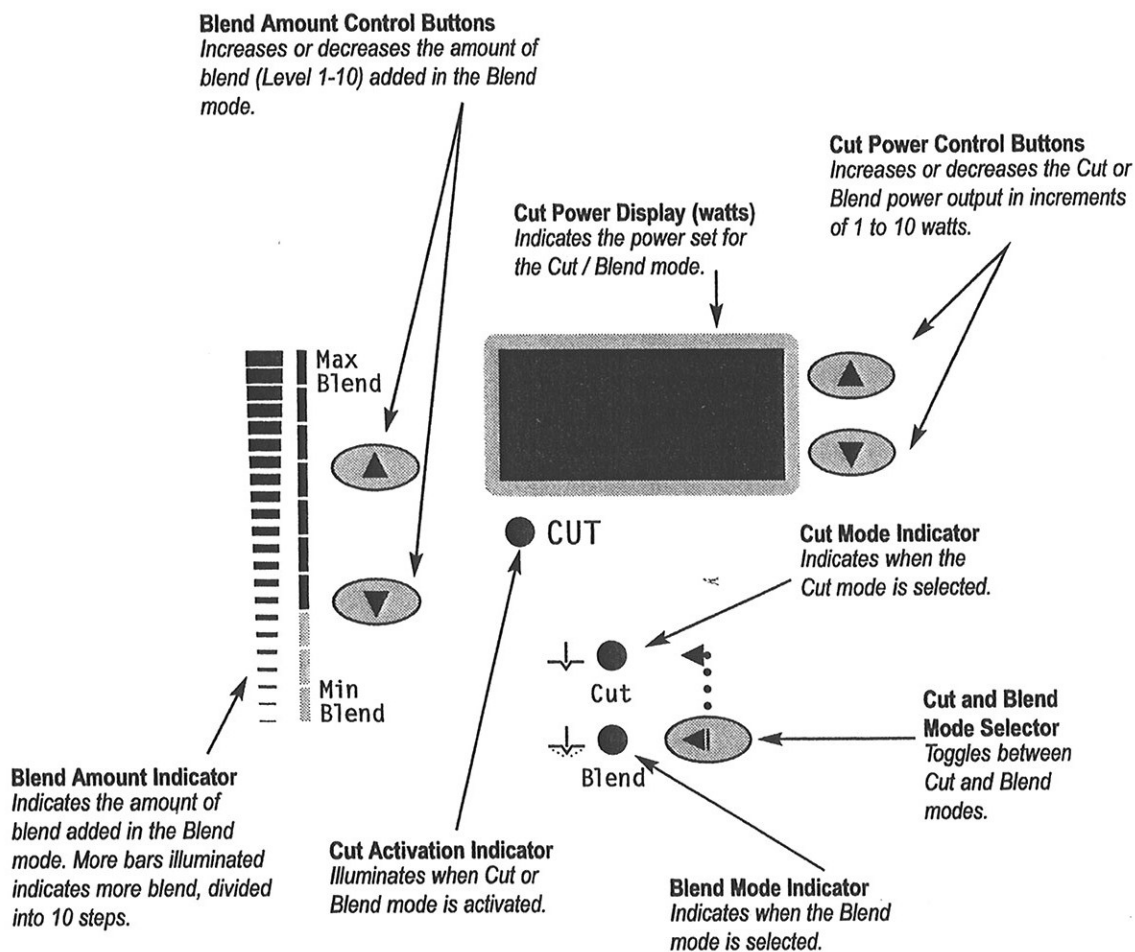 Blend Amount Control Buttons
Increases or decreases the amount of
blend (Level 1-10) added in the Blend
mode.
Cut Power Control Buttons
Increases or decreases the Cut or
Blend power output in increments
of 1 to 10 watts.
Cut Power Display (watts)
Indicates the power set for
the Cut / Blend mode.
Max
Blend
CUT
Cut Mode Indicator
Indicates when the
Cut mode is selected.
Cut
Min
Blend
Blend
Cut and Blend
Mode Selector
Toggles between
Cut and Blend
modes.
Blend Amount Indicator
Indicates the amount of
blend added in the Blend
mode. More bars illuminated
indicates more blend, divided
into 10 steps.
Cut Activation Indicator
Illuminates when Cut or
Blend mode is activated.
Blend Mode Indicator
Indicates when the Blend
mode is selected.